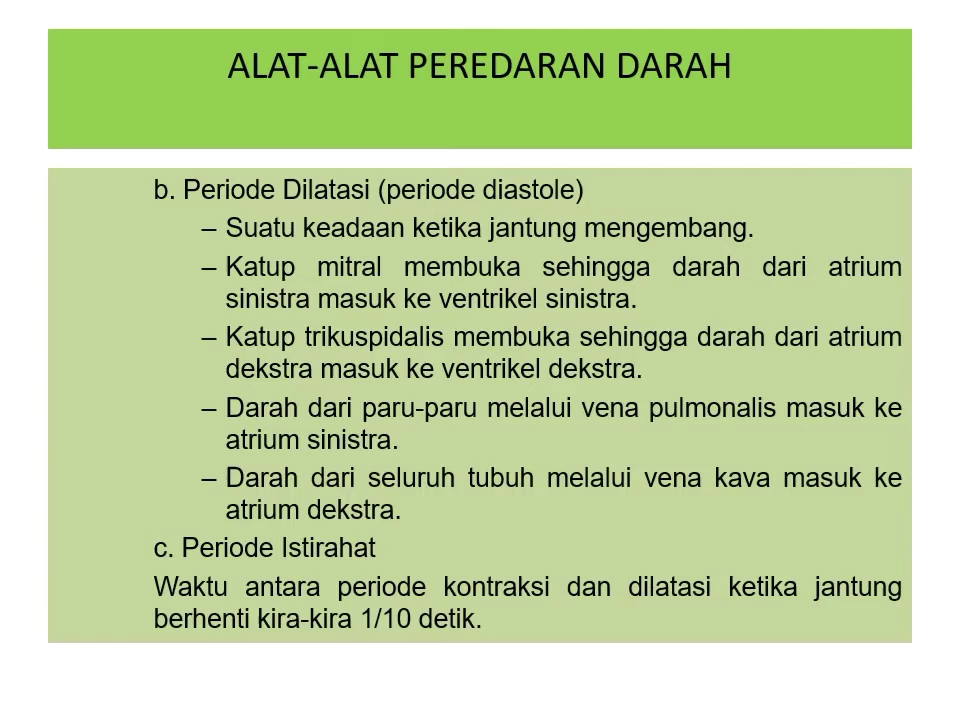 ALAT-ALAT PEREDARAN DARAH
b. Periode Dilatasi (periode diastole)
– Suatu keadaan ketika jantung mengembang.
– Katup mitral membuka sehingga darah dari atrium
sinistra masuk ke ventrikel sinistra.
– Katup trikuspidalis membuka sehingga darah dari atrium
dekstra masuk ke ventrikel dekstra.
– Darah dari paru-paru melalui vena pulmonalis masuk ke
atrium sinistra.
– Darah dari seluruh tubuh melalui vena kava masuk ke
atrium dekstra.
c. Periode Istirahat
Waktu antara periode kontraksi dan dilatasi ketika jantung
berhenti kira-kira 1/10 detik.